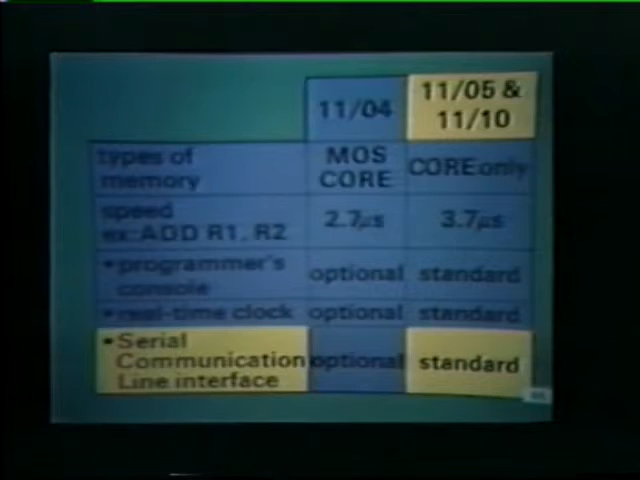 11/04
11/05 &
11/10
types of
memory
MOS
CORE
CORE only
speed
ex: ADD R1, R2
2.7µs
3.7µs
•programmer's
console
optional
standard
•real-time clock
optional
standard
•Serial
Communication
Line interface
optional
standard